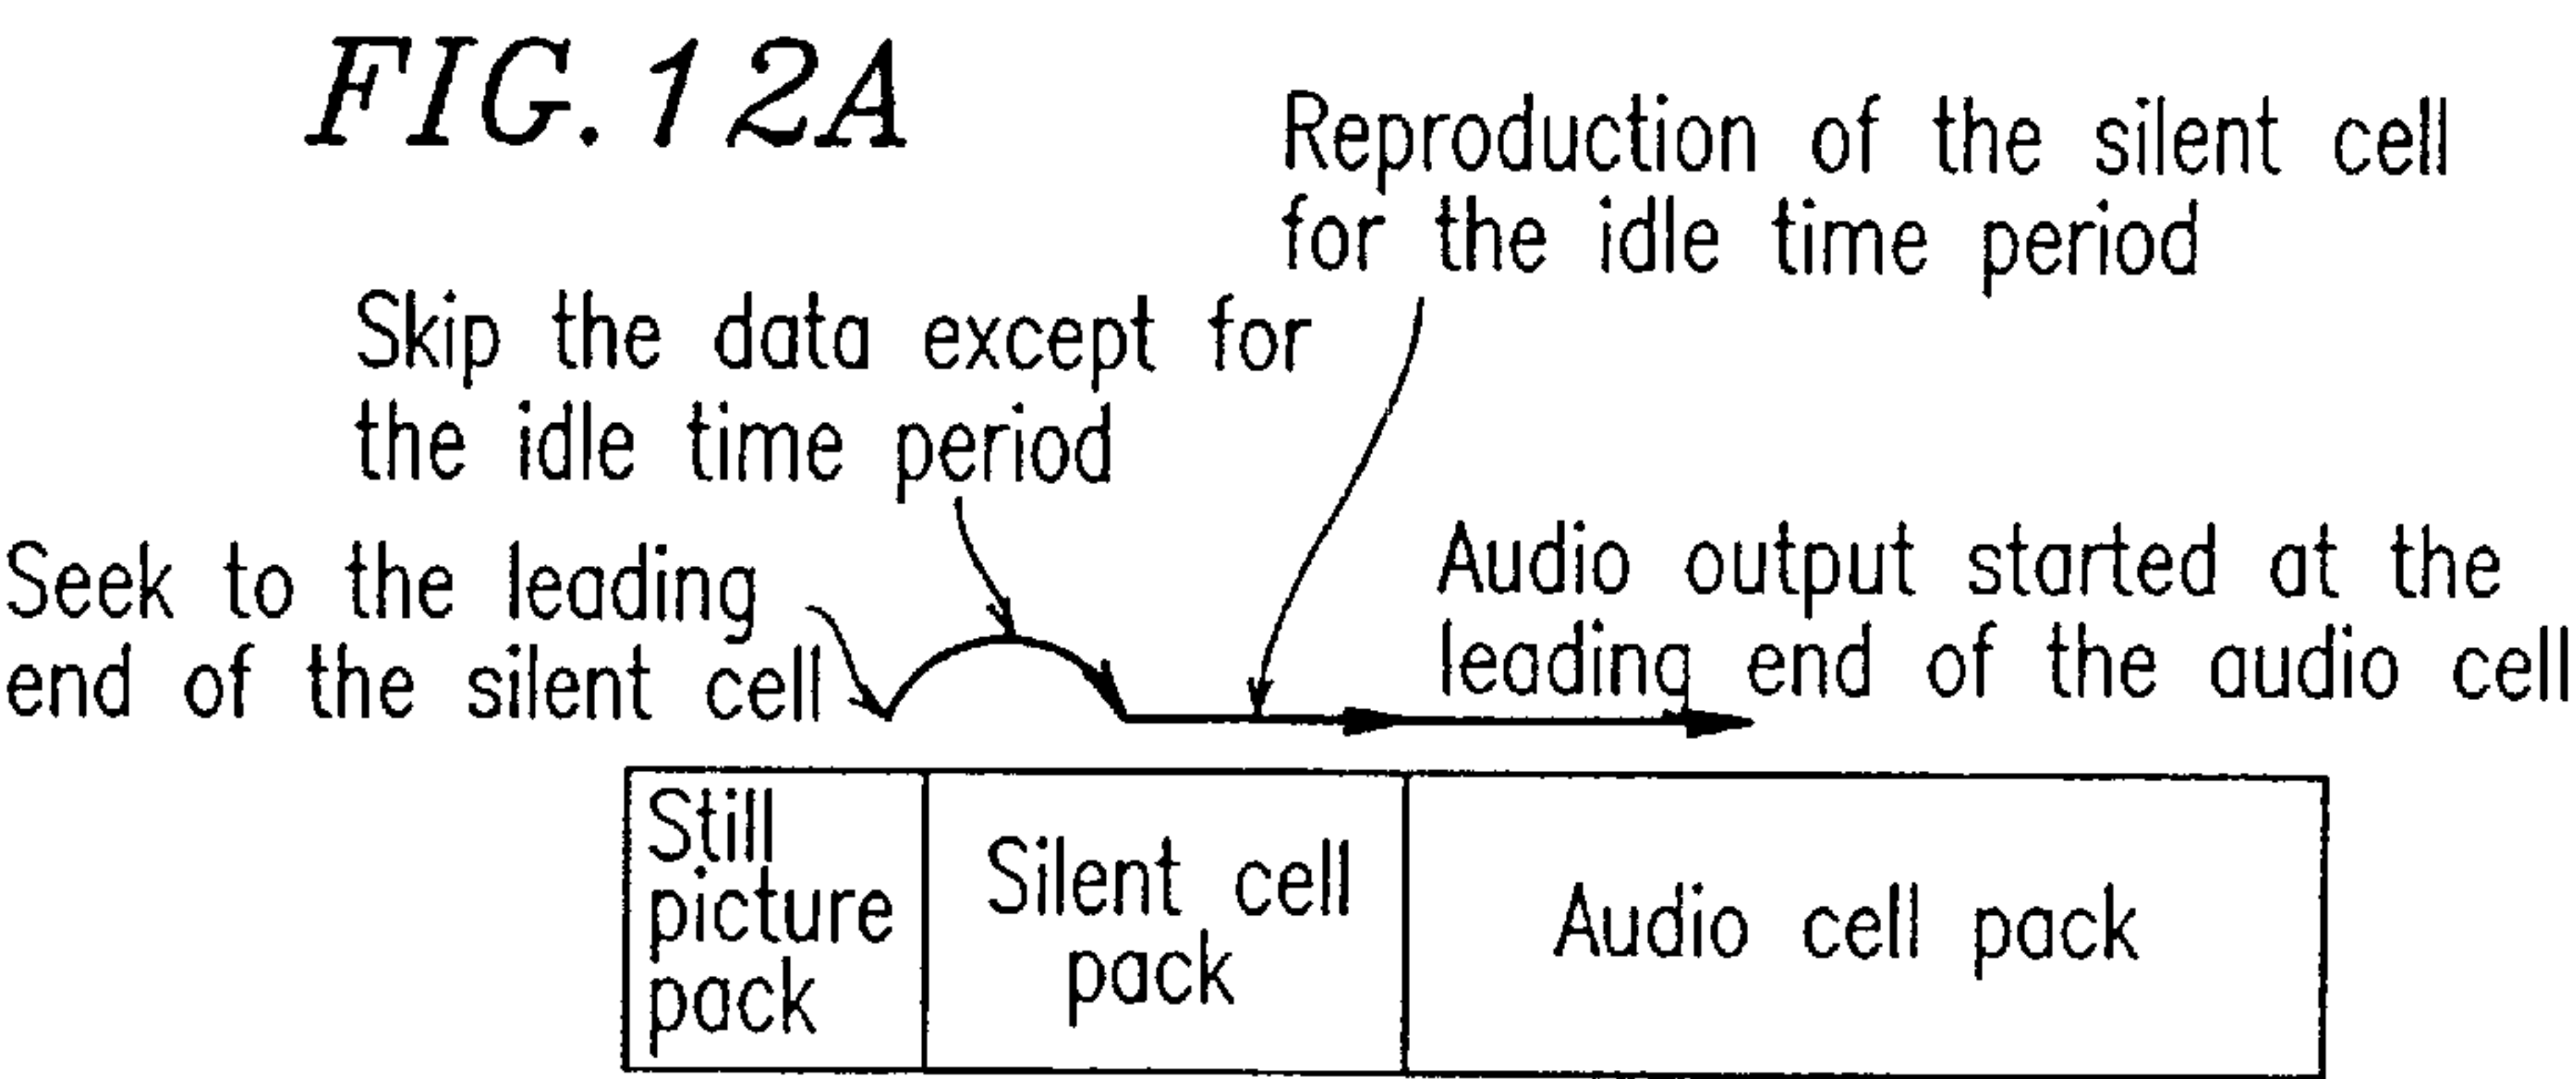 FIG. 12A
Reproduction of the silent cell
for the idle time period
Skip the data except for
the idle time period
Seek to the leading
end of the silent cell
Audio output started at the
leading end of the audio cell
Still
picture
pack
Silent cell
pack
Audio cell pack